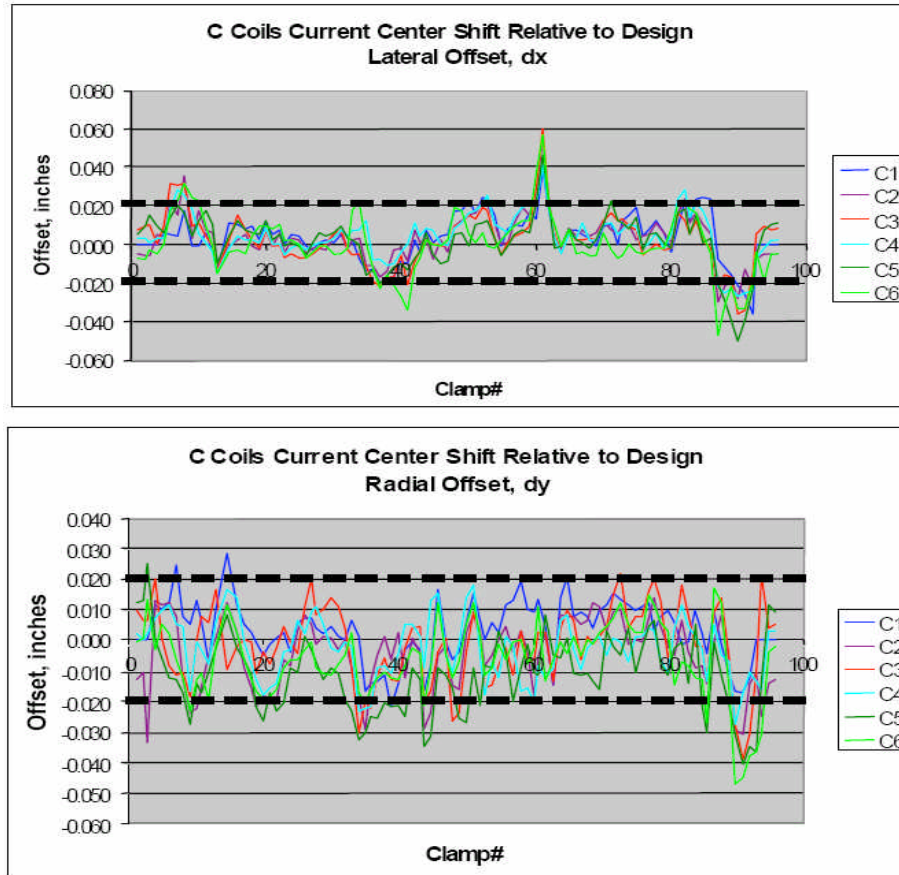 C Coils Current Center Shift Relative to Design
Lateral Offset, dx
Offset, inches
0.080
0.060
0.040
0.020
0.000
-0.020
-0.040
-0.060
0
20
40
60
80
100
Clamp#
C1
C2
C3
C4
C5
C6
C Coils Current Center Shift Relative to Design
Radial Offset, dy
Offset, inches
0.040
0.030
0.020
0.010
0.000
-0.010
-0.020
-0.030
-0.040
-0.050
-0.060
0
20
40
60
80
100
Clamp#
C1
C2
C3
C4
C5
C6